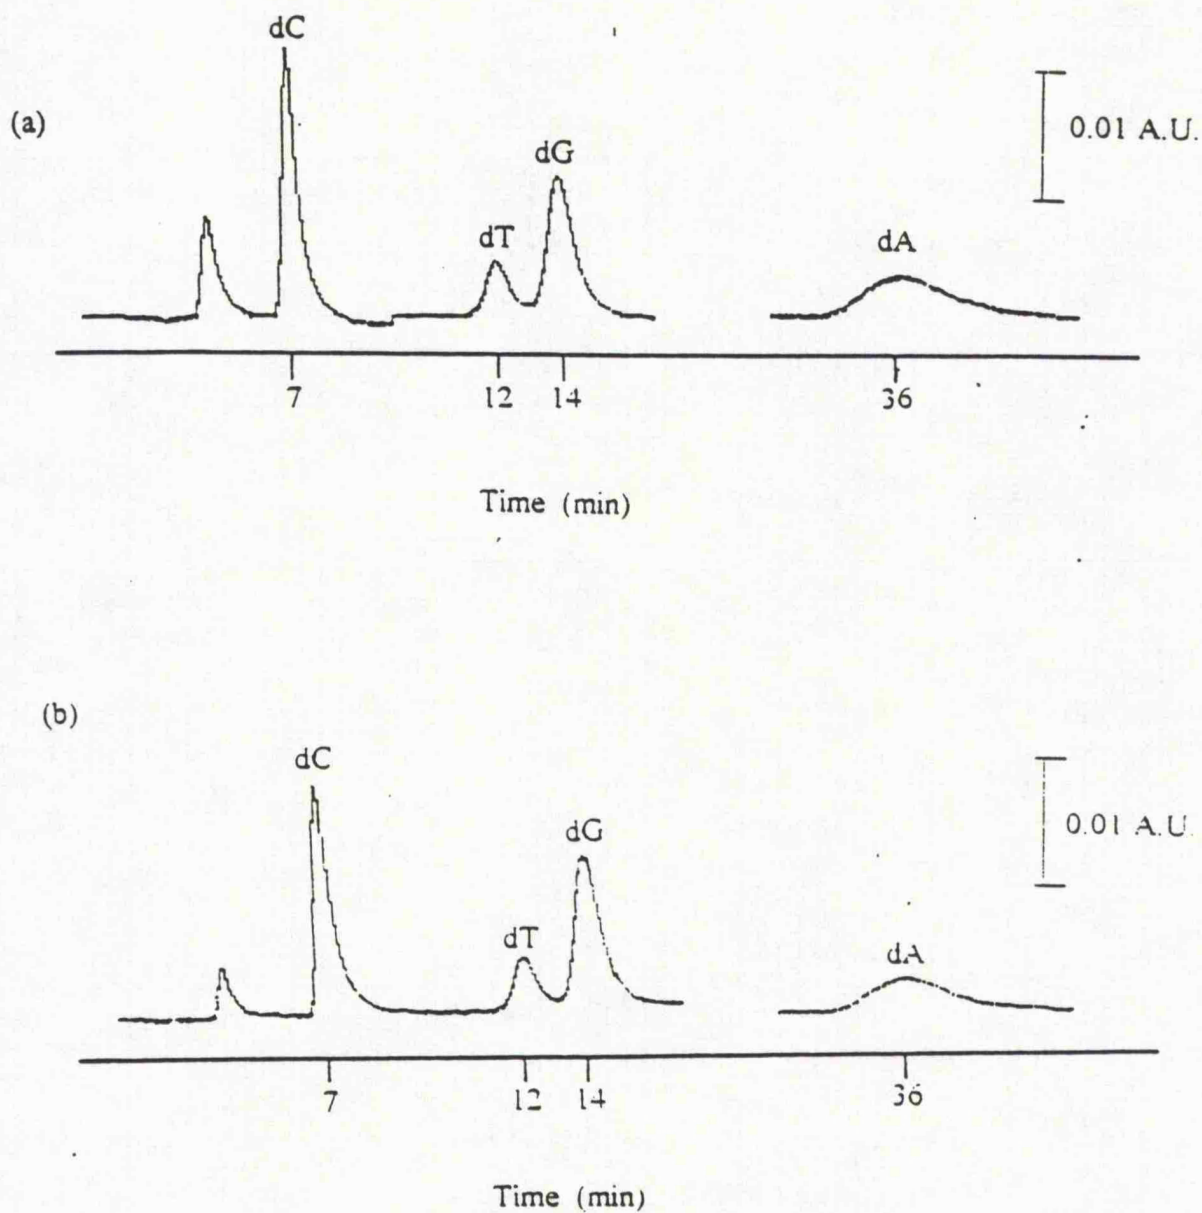 dC
(a)
0.01 A.U.
dG
dT
dA
7 12 14 36
Time (min)
(b)
dC
0.01 A.U.
dG
dT
dA
7 12 14 36
Time (min)